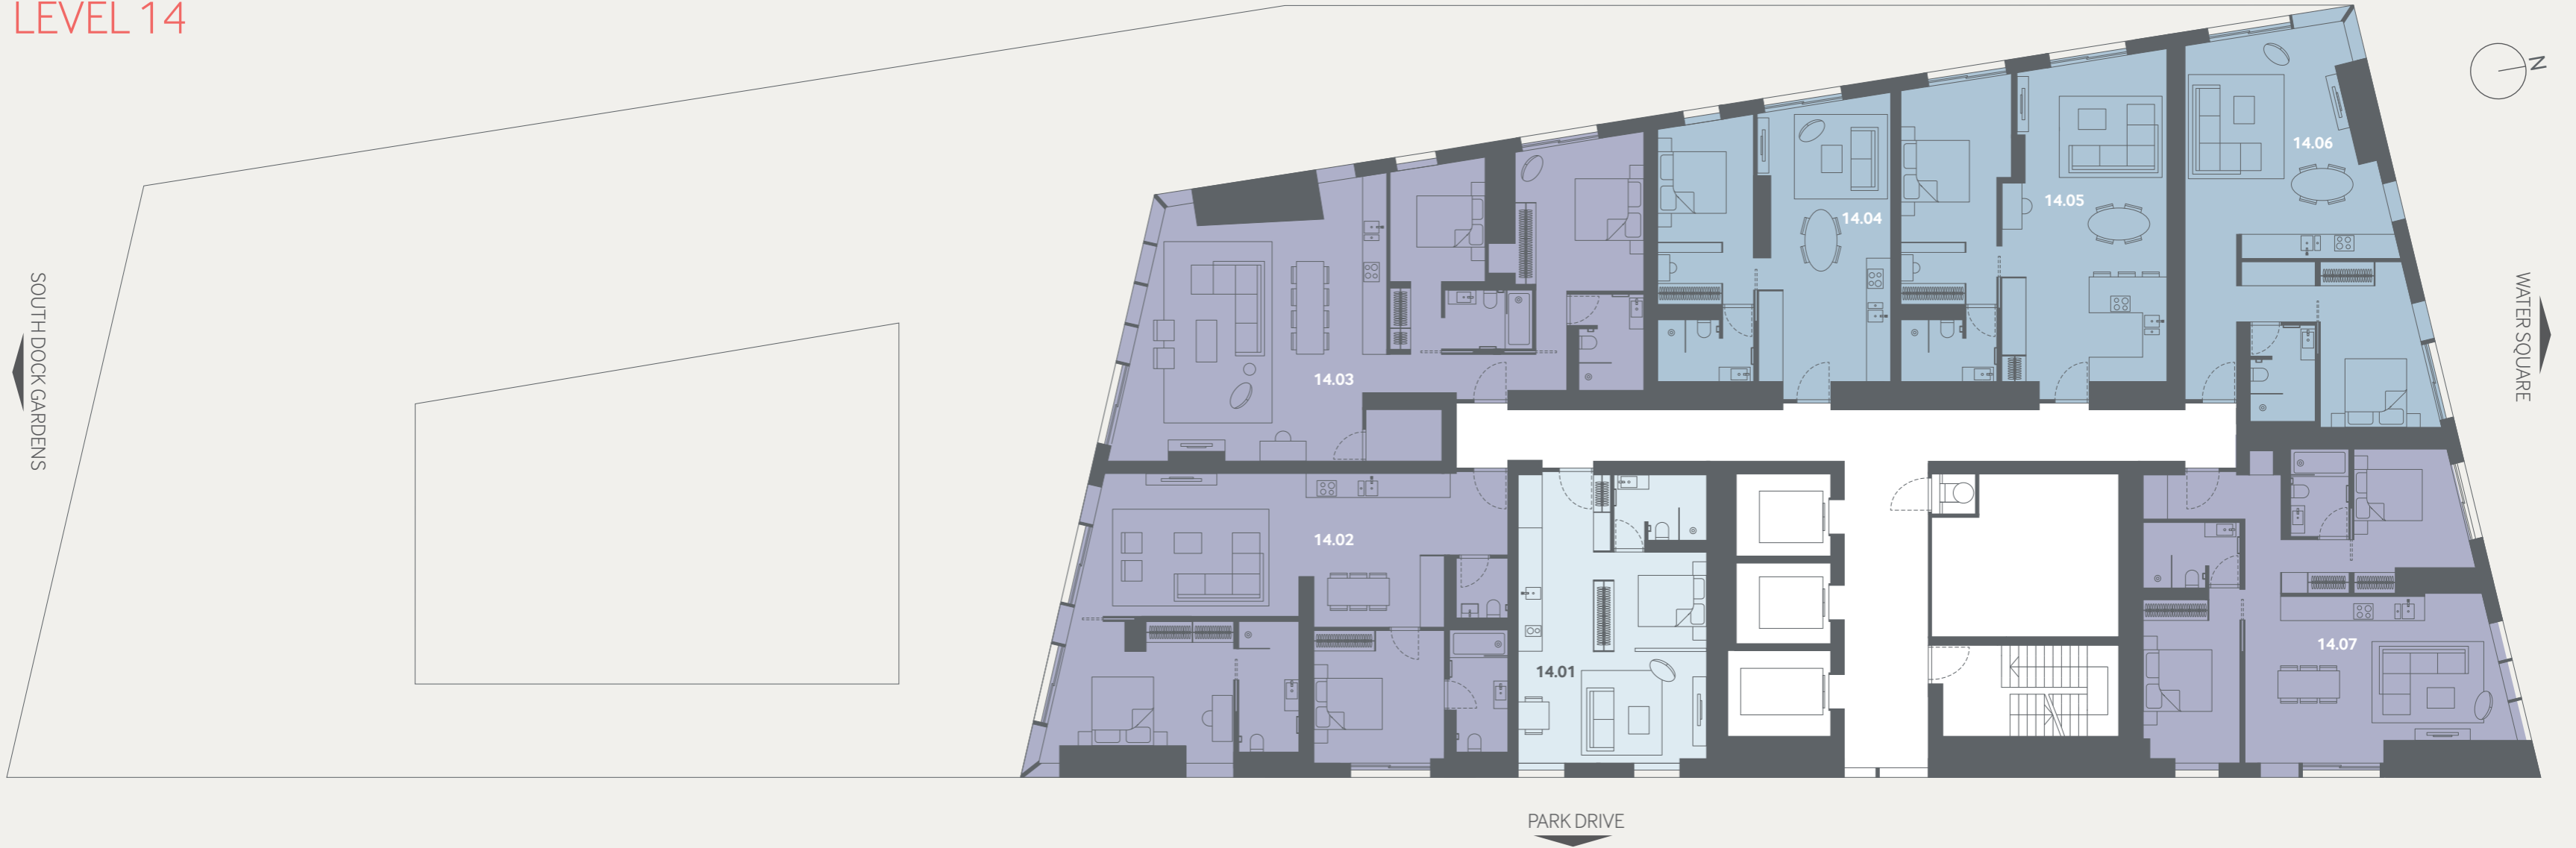 LEVEL 14
N
14.06
14.05
14.04
14.03
SOUTH DOCK GARDENS
WATER SQUARE
14.02
14.01
14.07
PARK DRIVE